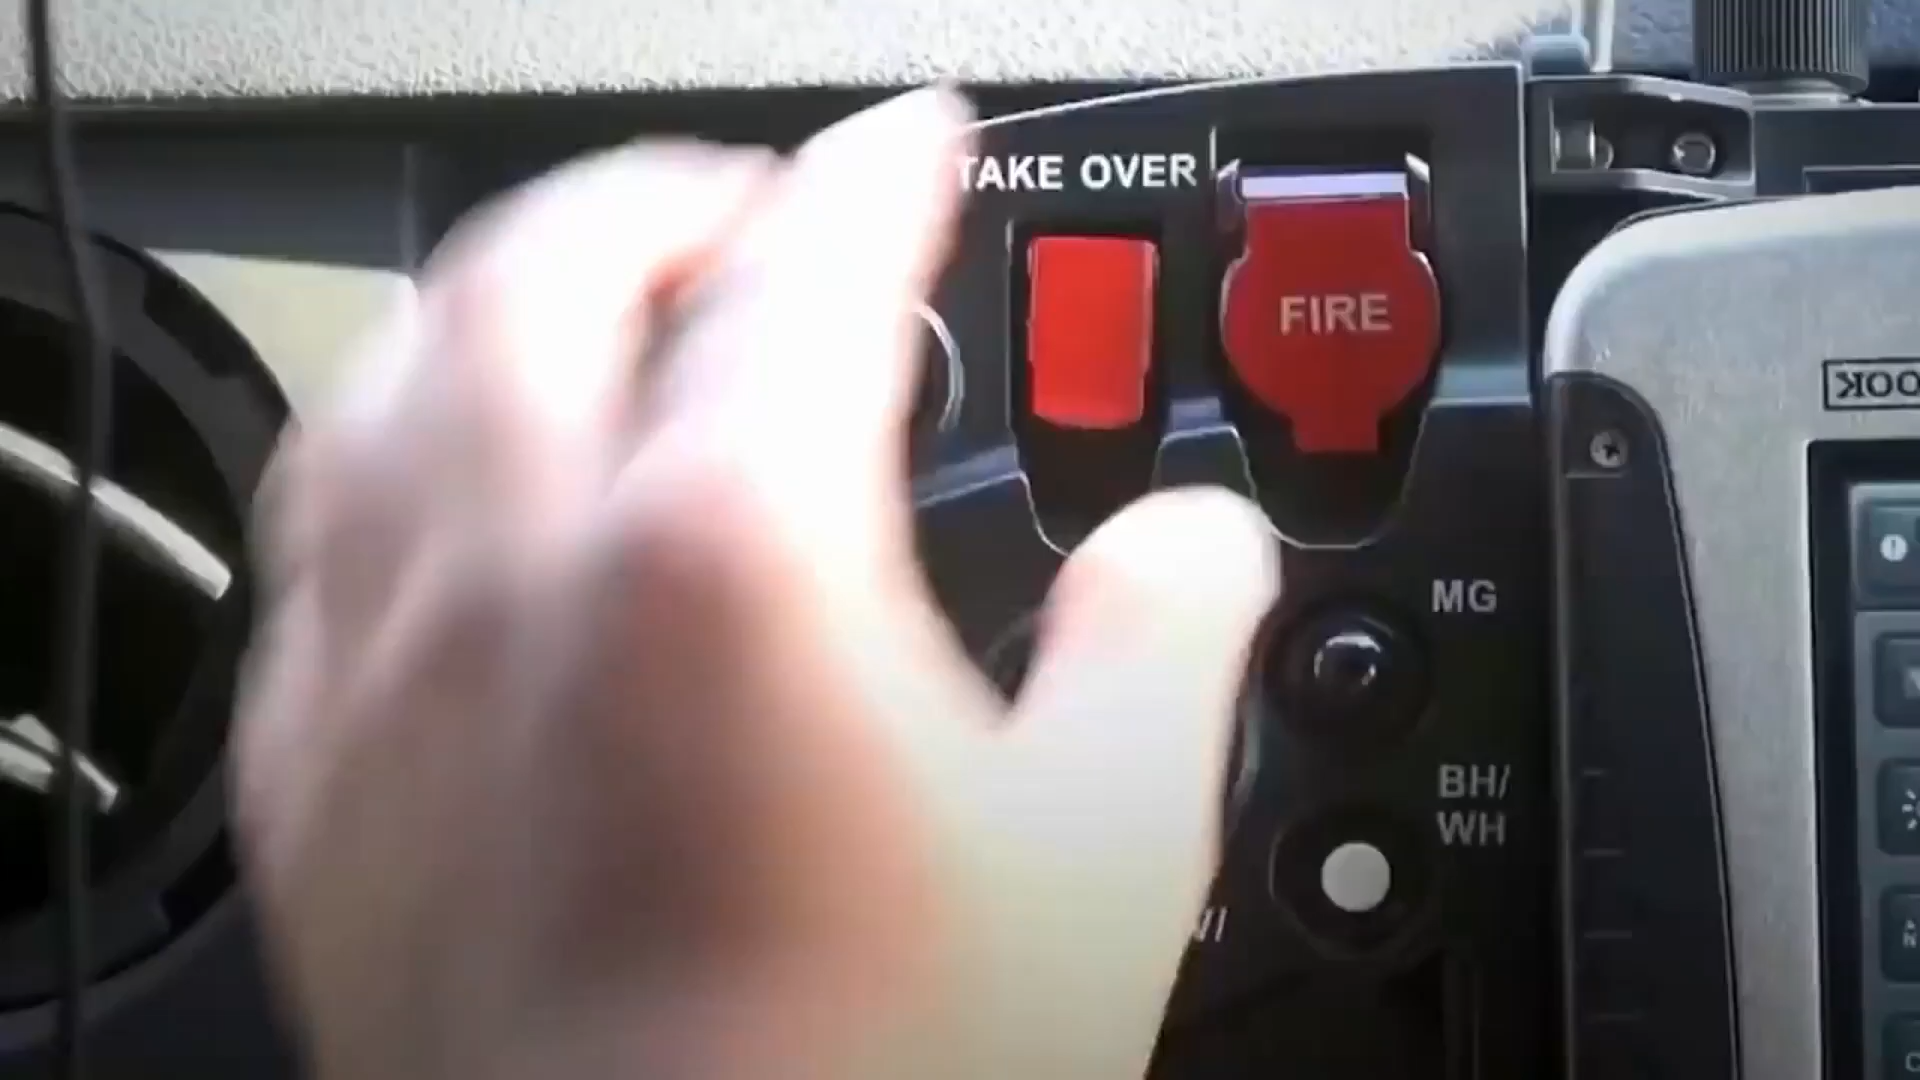 TAKE OVER
FIRE
MG
BH/
WH